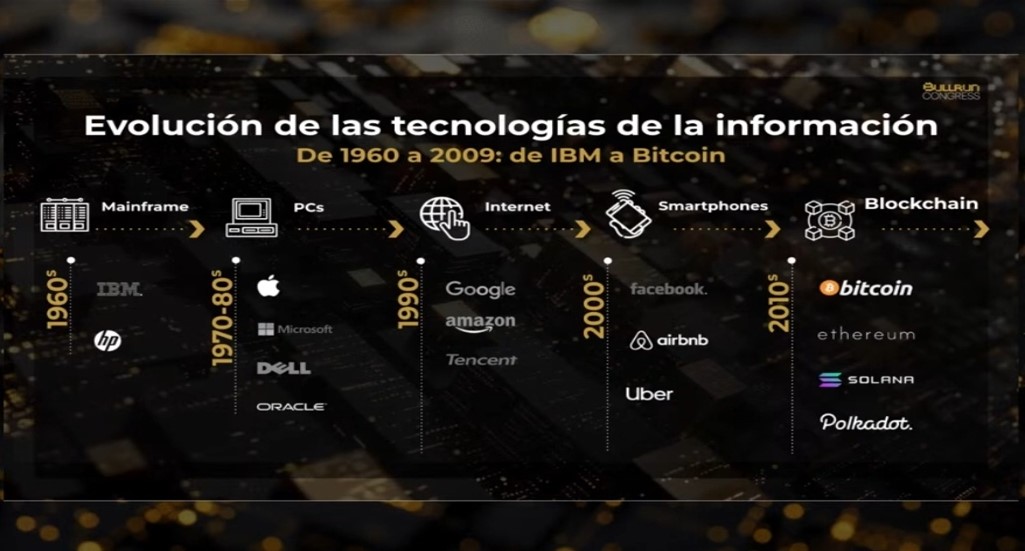 BULLRUN
CONGRESS
Evolución de las tecnologías de la información
De 1960 a 2009: de IBM a Bitcoin
Mainframe
PCs
Internet
Smartphones
Blockchain
1960s
IBM
hp
1970-80s
Microsoft
DELL
ORACLE
1990s
Google
amazon
Tencent
2000s
facebook.
airbnb
Uber
2010s
bitcoin
ethereum
SOLANA
Polkadot.